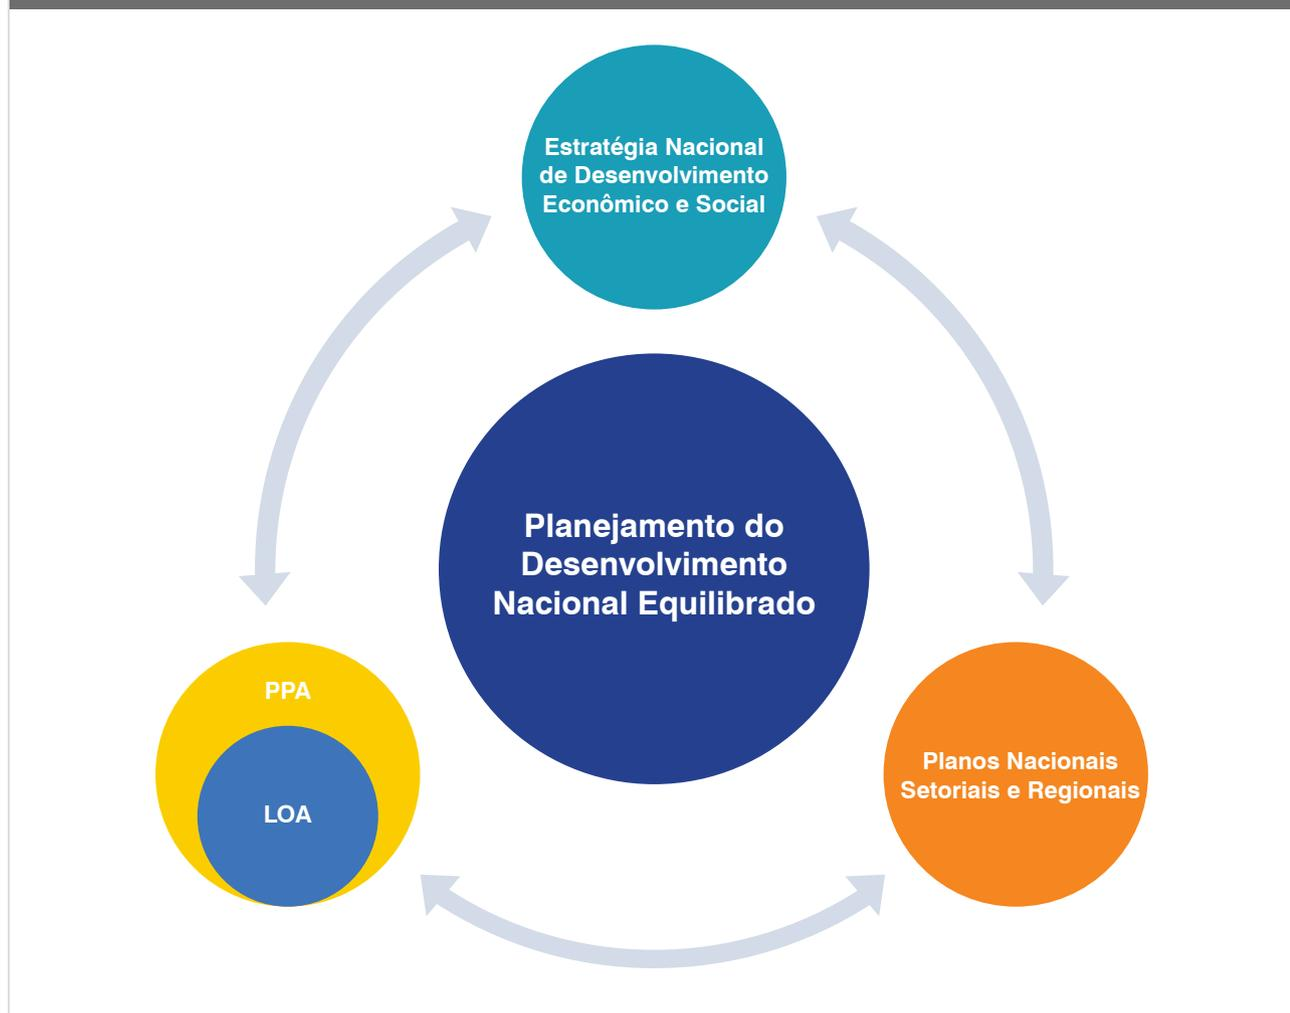 Estratégia Nacional
de Desenvolvimento
Econômico e Social
Planejamento do
Desenvolvimento
Nacional Equilibrado
PPA
LOA
Planos Nacionais
Setoriais e Regionais